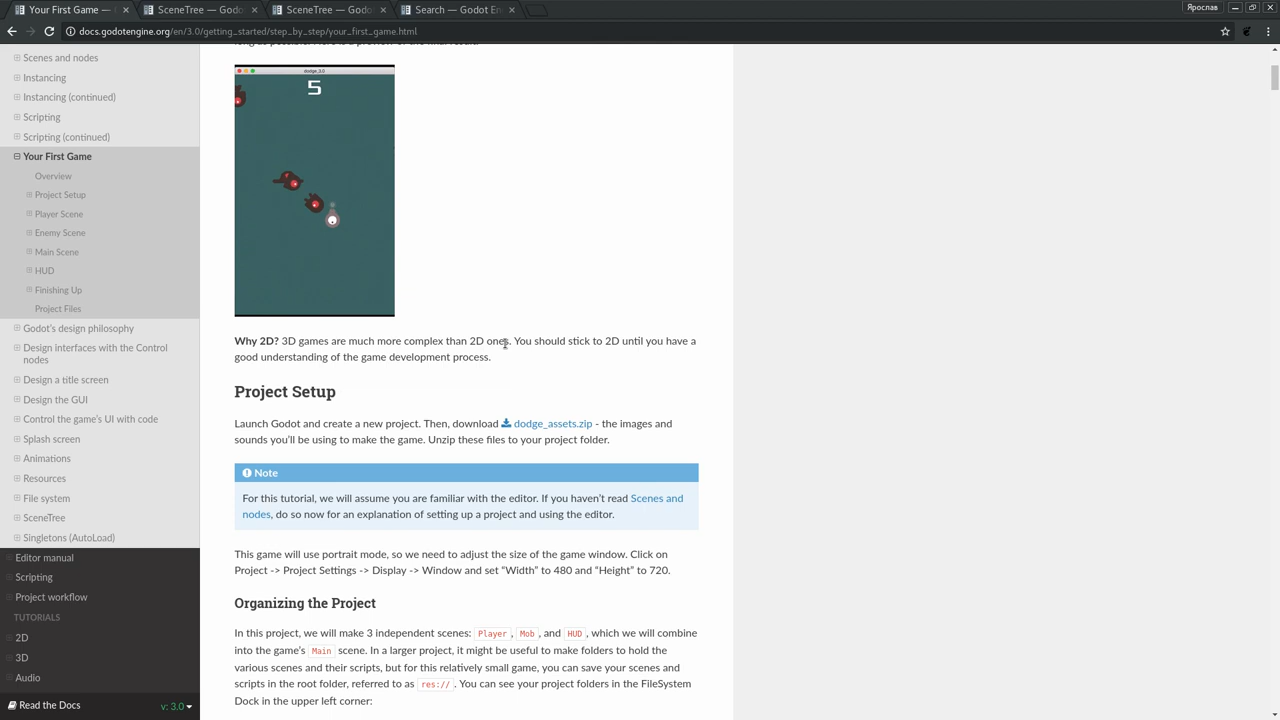 Your First Game —
SceneTree — Godo
SceneTree — Godo
Search — Godot En
Ярослав
docs.godotengine.org/en/3.0/getting_started/step_by_step/your_first_game.html
Scenes and nodes
Instancing
Instancing (continued)
Scripting
Scripting (continued)
Your First Game
Overview
Project Setup
Player Scene
Enemy Scene
Main Scene
HUD
Finishing Up
Project Files
Godot's design philosophy
Design interfaces with the Control
nodes
Design a title screen
Design the GUI
Control the game's UI with code
Splash screen
Animations
Resources
File system
SceneTree
Singletons (AutoLoad)
Editor manual
Scripting
Project workflow
TUTORIALS
2D
3D
Audio
Read the Docs
v: 3.0
dodge_3.0
5
Why 2D? 3D games are much more complex than 2D ones. You should stick to 2D until you have a
good understanding of the game development process.
Project Setup
Launch Godot and create a new project. Then, download dodge_assets.zip - the images and
sounds you'll be using to make the game. Unzip these files to your project folder.
Note
For this tutorial, we will assume you are familiar with the editor. If you haven't read Scenes and
nodes, do so now for an explanation of setting up a project and using the editor.
This game will use portrait mode, so we need to adjust the size of the game window. Click on
Project -> Project Settings -> Display -> Window and set “Width” to 480 and “Height” to 720.
Organizing the Project
In this project, we will make 3 independent scenes: Player, Mob, and HUD, which we will combine
into the game's Main scene. In a larger project, it might be useful to make folders to hold the
various scenes and their scripts, but for this relatively small game, you can save your scenes and
scripts in the root folder, referred to as res://. You can see your project folders in the FileSystem
Dock in the upper left corner: